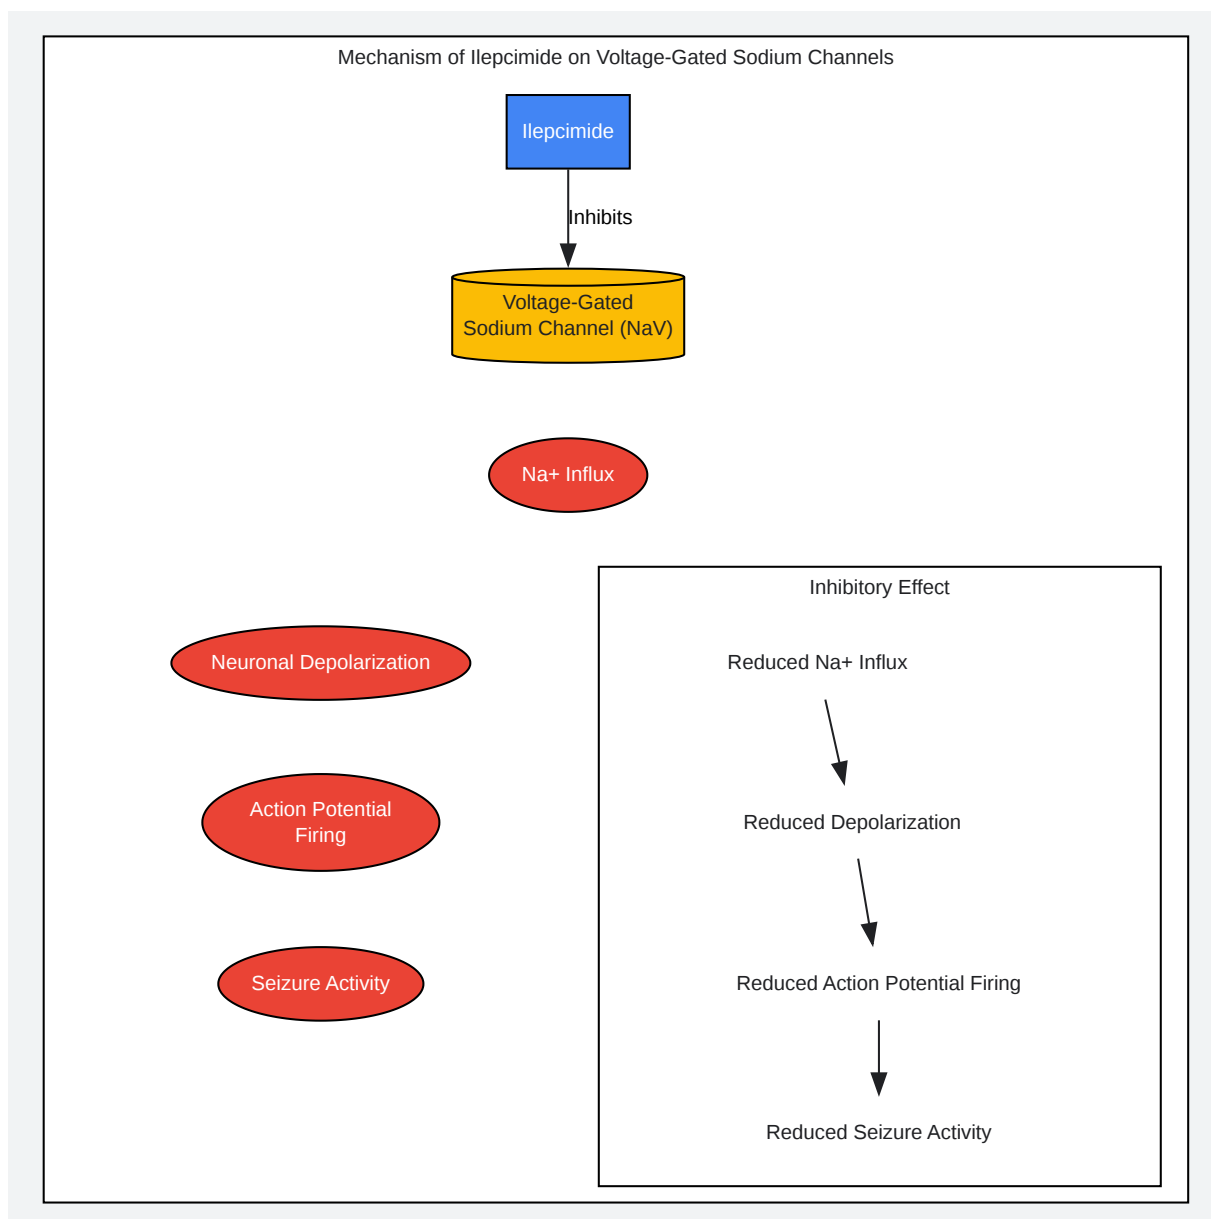 Mechanism of Ilepcimide on Voltage-Gated Sodium Channels
Ilepcimide
Inhibits
Voltage-Gated
Sodium Channel (NaV)
Na+ Influx
Neuronal Depolarization
Action Potential
Firing
Seizure Activity
Inhibitory Effect
Reduced Na+ Influx
Reduced Depolarization
Reduced Action Potential Firing
Reduced Seizure Activity